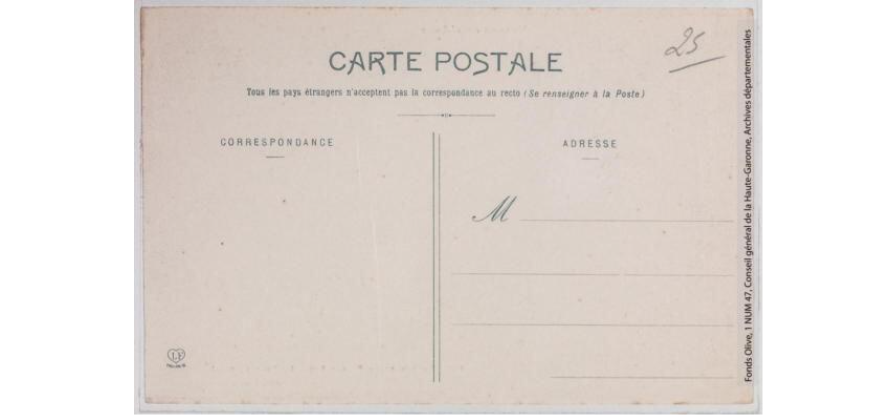 25
CARTE POSTALE
Tous les pays étrangers n'acceptent pas la correspondance au recto (Se renseigner à la Poste)
CORRESPONDANCE
ADRESSE
M
Fonds Olive, 1 NUM 47, Conseil général de la Haute-Garonne, Archives départementales